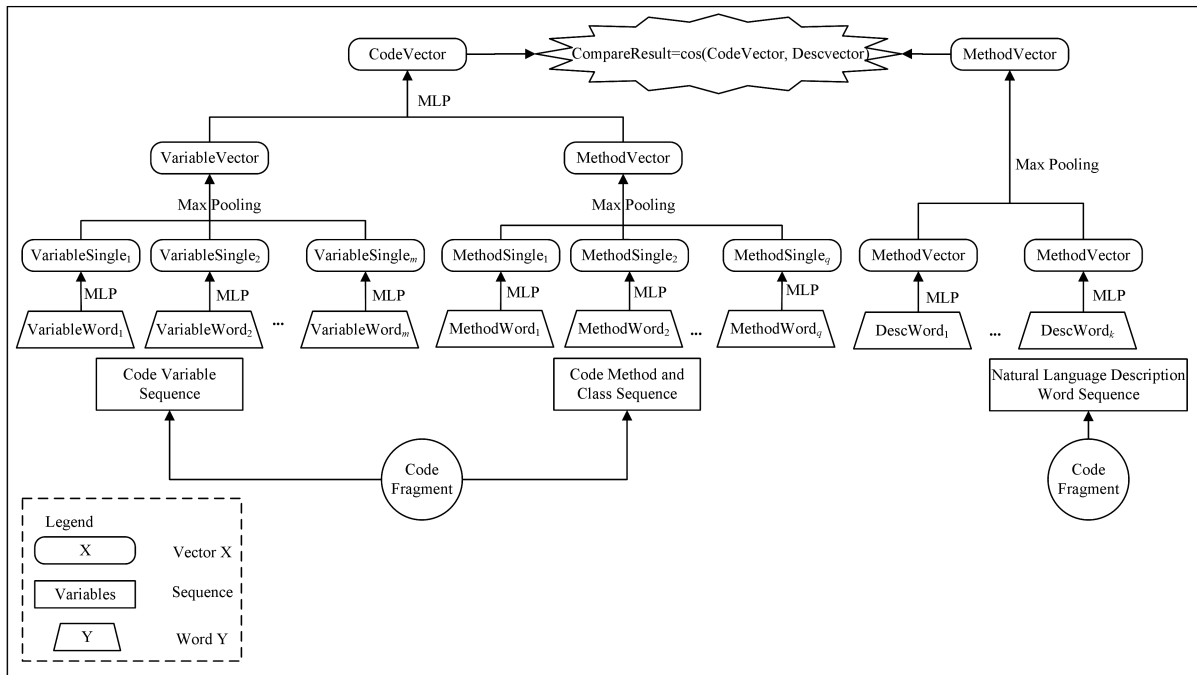 CodeVector
CompareResult=cos(CodeVector, Descvector)
MethodVector
MLP
VariableVector
MethodVector
Max Pooling
Max Pooling
Max Pooling
VariableSingle₁
VariableSingle₂
VariableSingleₘ
MethodSingle₁
MethodSingle₂
MethodSingle_q
MethodVector
MethodVector
MLP
MLP
MLP
MLP
MLP
MLP
MLP
MLP
VariableWord₁
VariableWord₂
...
VariableWordₘ
MethodWord₁
MethodWord₂
...
MethodWord_q
DescWord₁
...
DescWordₖ
Code Variable
Sequence
Code Method and
Class Sequence
Natural Language Description
Word Sequence
Code
Fragment
Code
Fragment
Legend
X
Vector X
Variables
Sequence
Y
Word Y